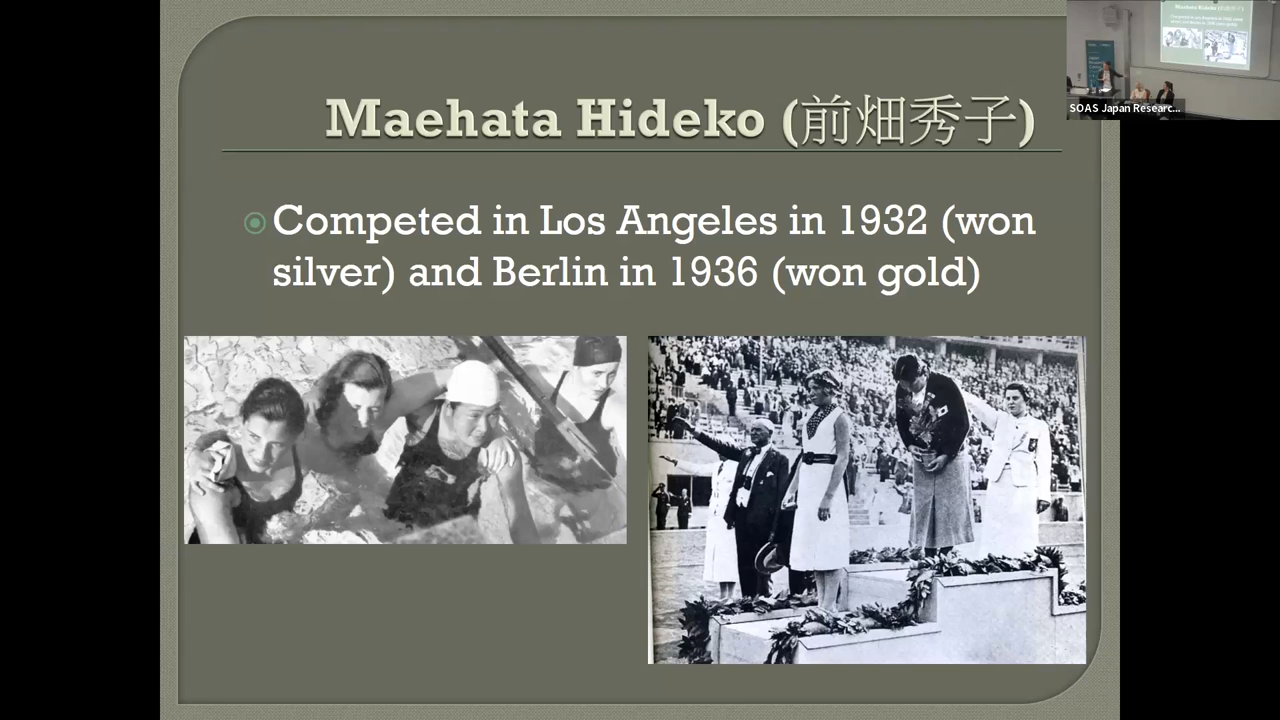 Maehata Hideko (前畑秀子)
Competed in Los Angeles in 1932 (won
silver) and Berlin in 1936 (won gold)
SOAS Japan Researc...